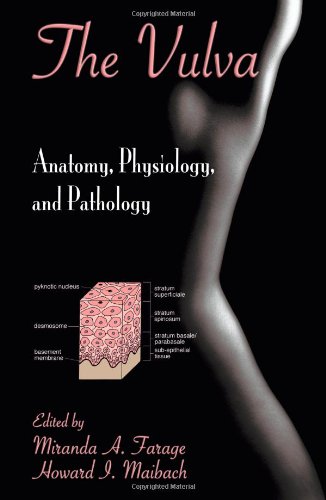 The Vulva
Anatomy, Physiology,
and Pathology
pyknotic nucleus
desmosome
basement
membrane
stratum
superficiale
stratum
spinosum
stratum basale/
parabasale
sub-epithelial
tissue
Edited by
Miranda A. Farage
Howard I. Maibach